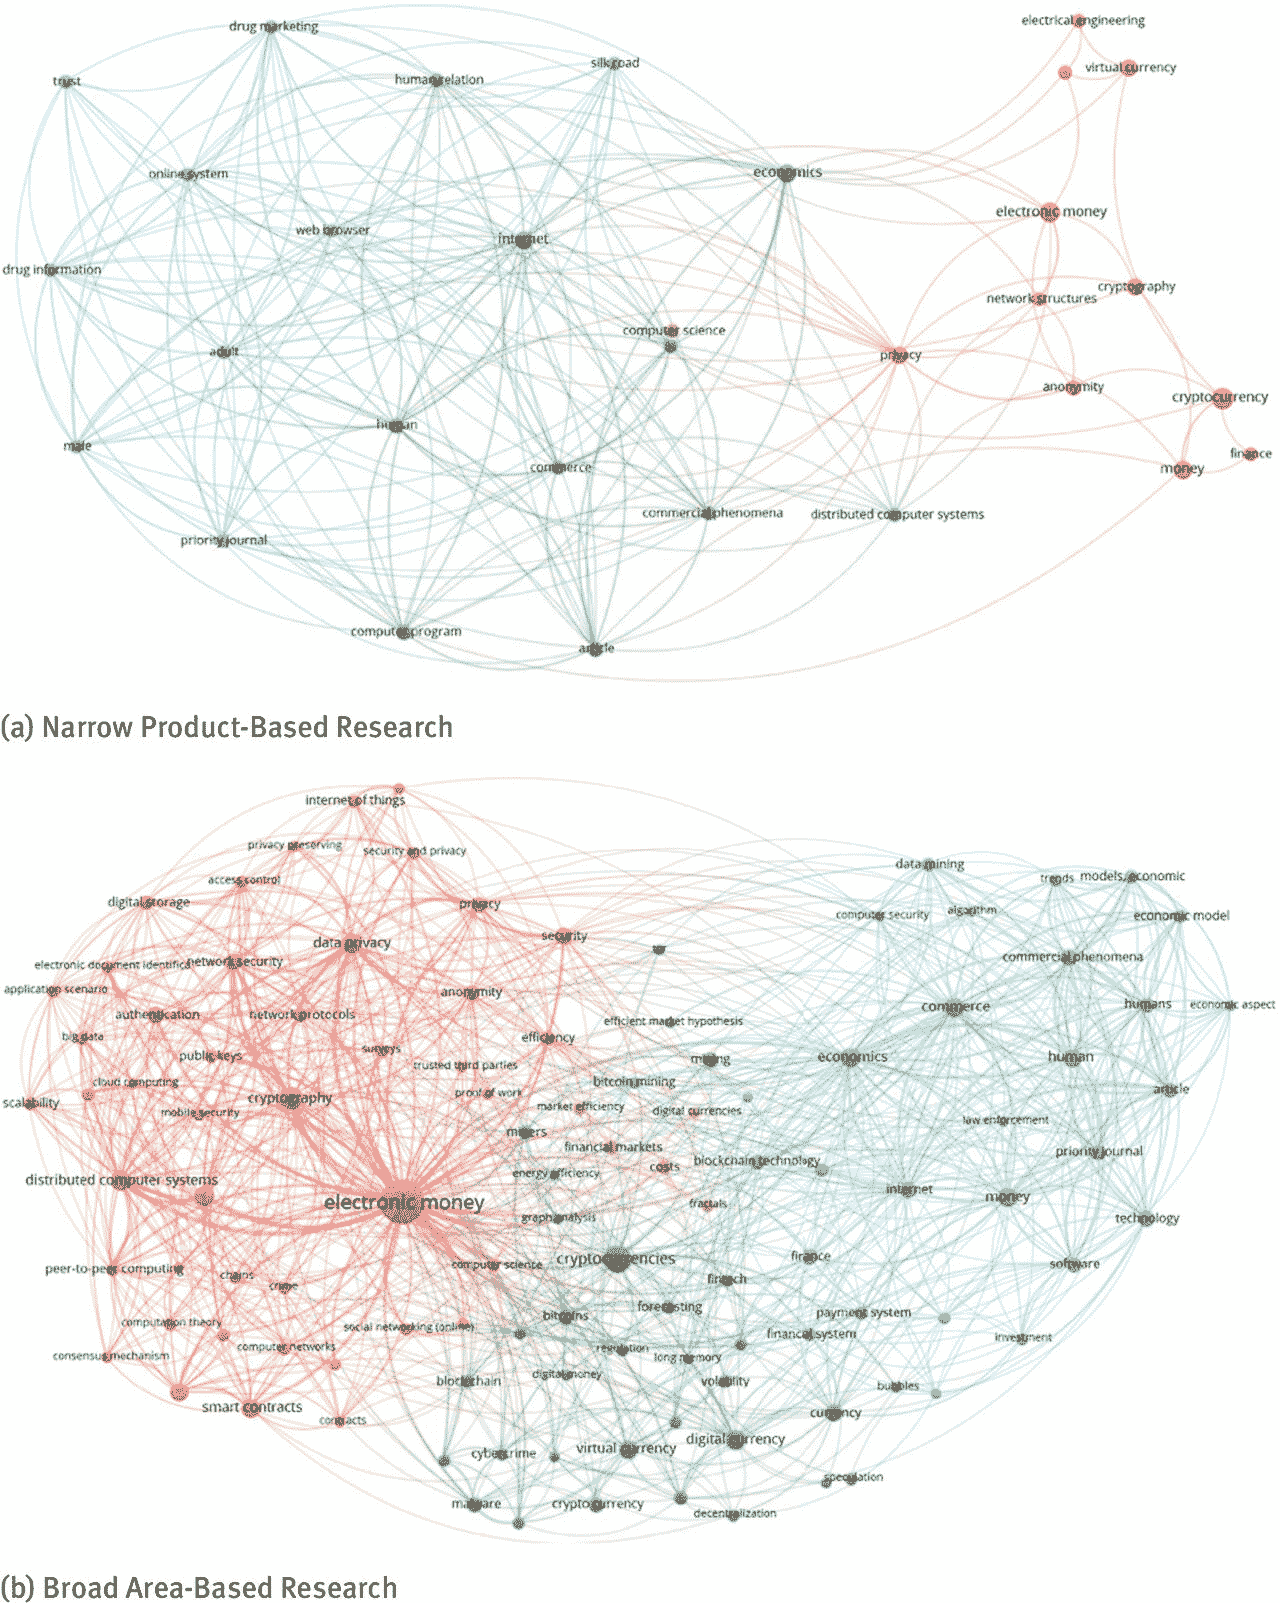 electrical engineering
drug marketing
silk road
virtual currency
trust
human relation
online system
economics
electronic money
web browser
internet
drug information
cryptography
network structures
computer science
adult
privacy
anonymity
cryptocurrency
human
male
finance
commerce
money
commercial phenomena
distributed computer systems
priority journal
computer program
article
(a) Narrow Product-Based Research
internet of things
privacy preserving
security and privacy
data mining
access control
trends
models, economic
digital storage
privacy
computer security
algorithm
economic model
data privacy
security
commercial phenomena
electronic document identifica
network security
application scenario
anonymity
commerce
humans
economic aspect
authentication
network protocols
efficient market hypothesis
big data
efficiency
public keys
surveys
trusted third parties
mining
economics
human
cloud computing
bitcoin mining
proof of work
article
scalability
cryptography
mobile security
market efficiency
digital currencies
law enforcement
miners
financial markets
priority journal
energy efficiency
costs
blockchain technology
distributed computer systems
internet
money
electronic money
fractals
graph analysis
technology
peer-to-peer computing
chains
crime
computer science
cryptocurrencies
finance
software
fintech
computation theory
social networking (online)
bitcoins
forecasting
payment system
financial system
investment
consensus mechanism
computer networks
regulation
long memory
blockchain
digital money
volatility
bubbles
smart contracts
contracts
currency
cybercrime
virtual currency
digital currency
speculation
malware
cryptocurrency
decentralization
(b) Broad Area-Based Research